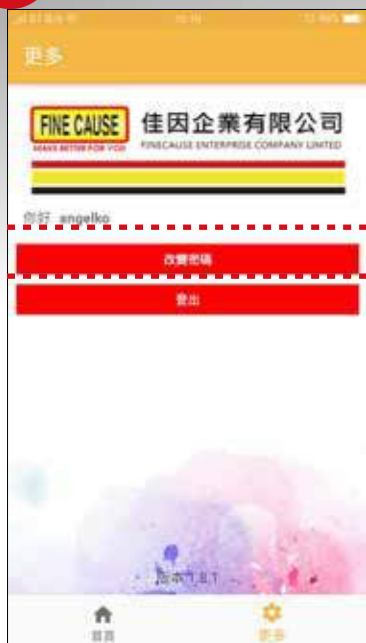 更多
FINE CAUSE
MAKE BETTER FOR YOU
佳因企業有限公司
FINECAUSE ENTERPRISE COMPANY LIMITED
你好 angelko
改變密碼
登出
版本 1.8.1
首頁
更多